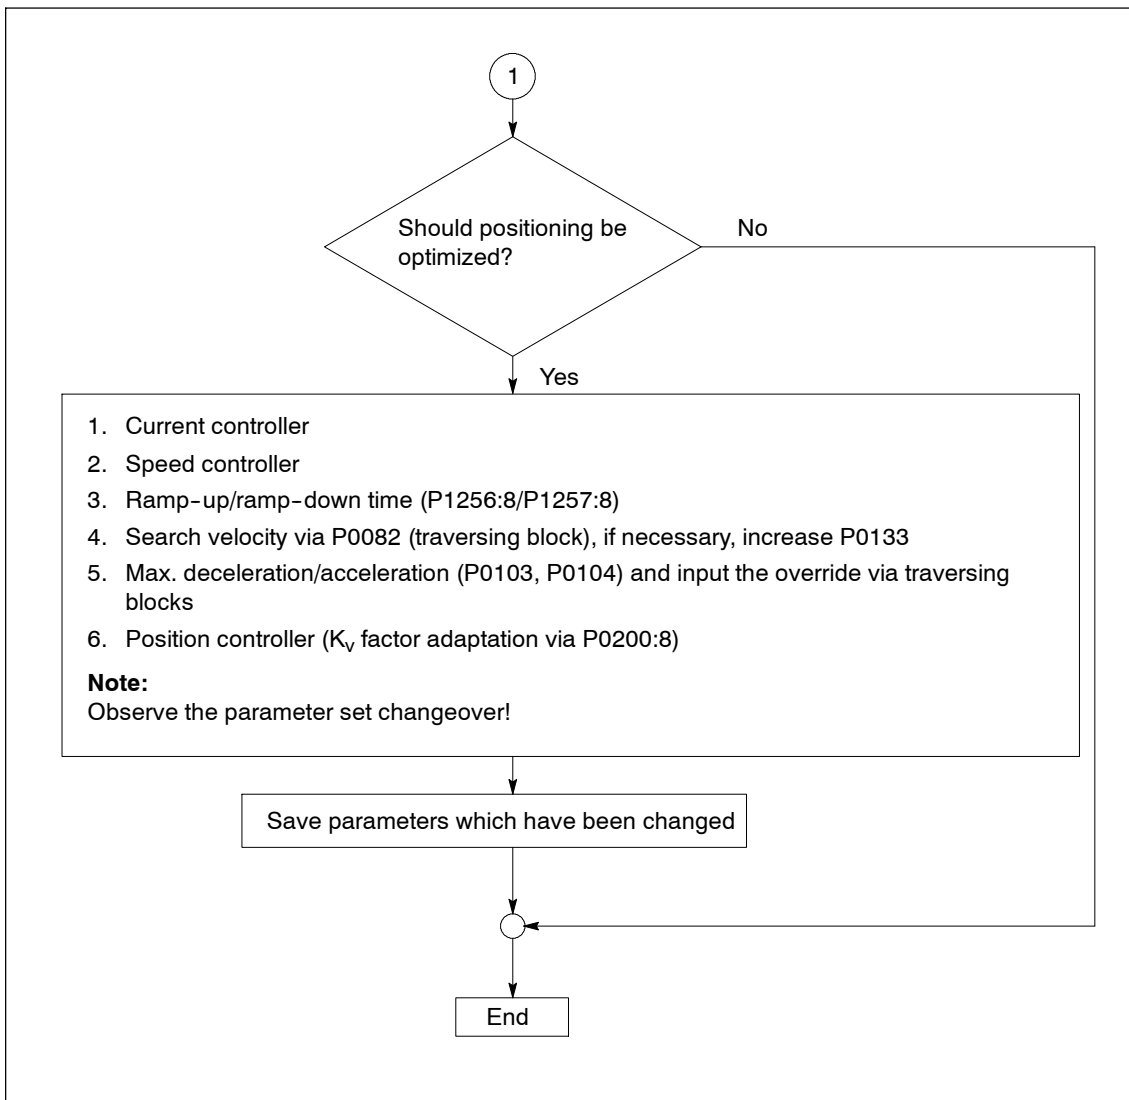 1
Should positioning be
optimized?
No
Yes
1. Current controller
2. Speed controller
3. Ramp-up/ramp-down time (P1256:8/P1257:8)
4. Search velocity via P0082 (traversing block), if necessary, increase P0133
5. Max. deceleration/acceleration (P0103, P0104) and input the override via traversing
blocks
6. Position controller (Kv factor adaptation via P0200:8)
Note:
Observe the parameter set changeover!
Save parameters which have been changed
End